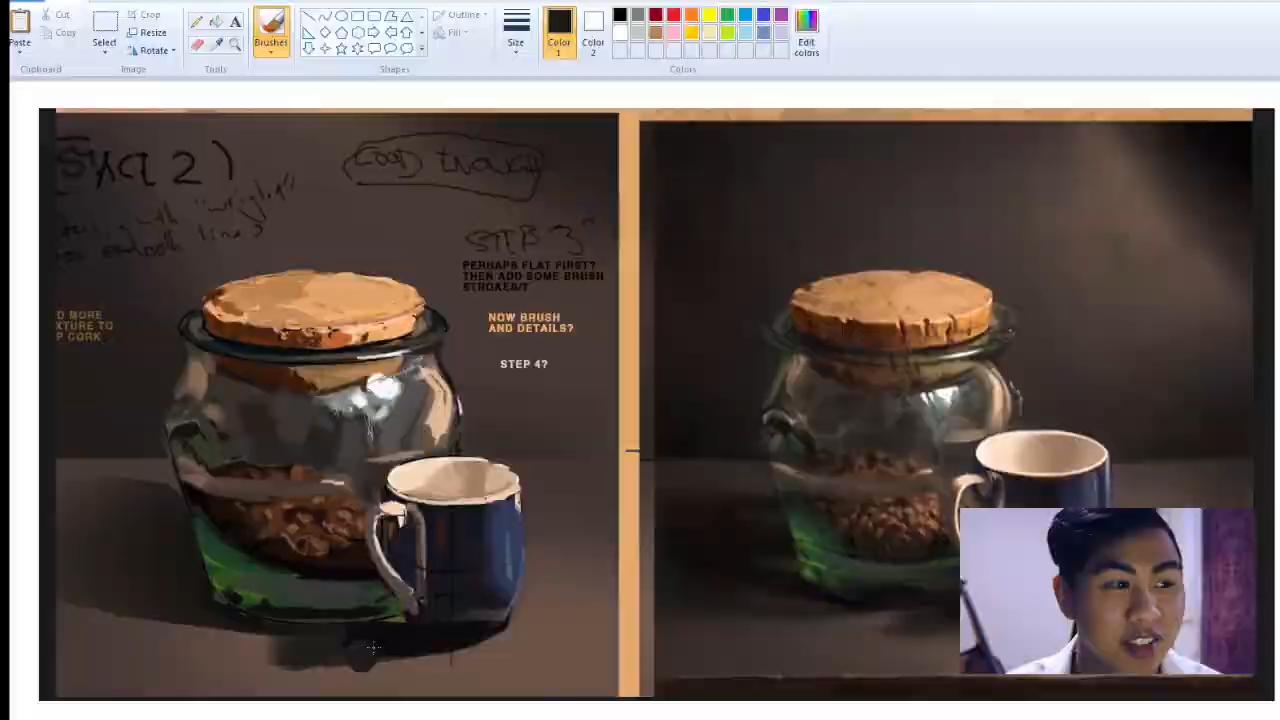 Cut
Copy
Paste
Clipboard
Select
Crop
Resize
Rotate
Image
Tools
Brushes
Shapes
Outline
Fill
Size
Color
1
Color
2
Edit
colors
Colors
GOOD ENOUGH
STEP 3
PERHAPS FLAT FIRST?
THEN ADD SOME BRUSH
NOW BRUSH
AND DETAILS?
STEP 4?
D MORE
XTURE TO
P CORK